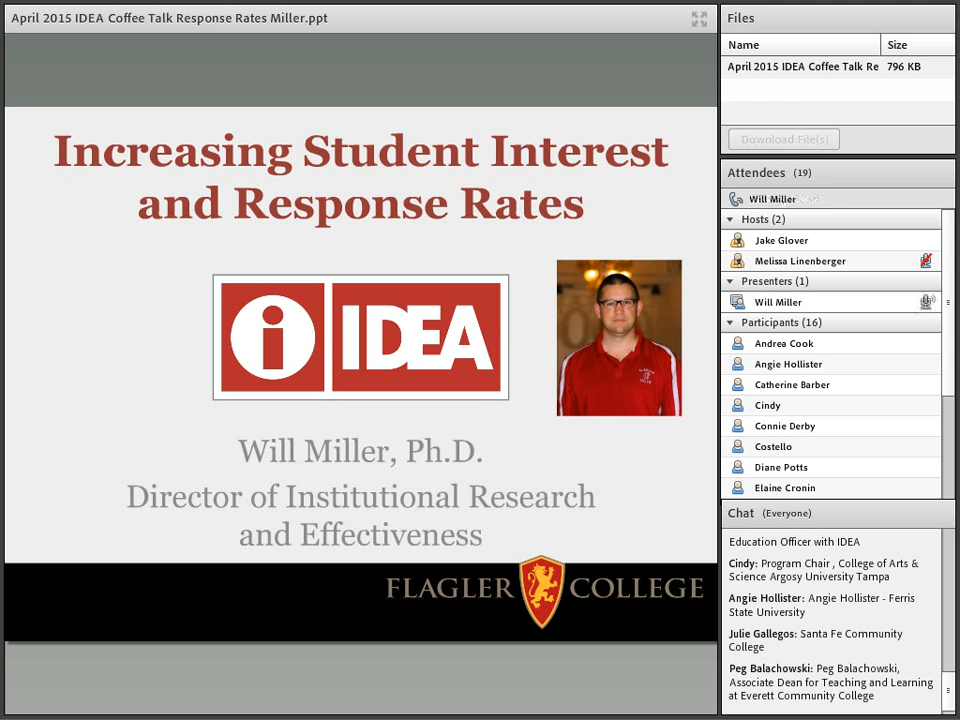 April 2015 IDEA Coffee Talk Response Rates Miller.ppt
Increasing Student Interest
and Response Rates
i IDEA
Will Miller, Ph.D.
Director of Institutional Research
and Effectiveness
FLAGLER COLLEGE
Files
Name Size
April 2015 IDEA Coffee Talk Re 796 KB
Download File(s)
Attendees (19)
Will Miller
Hosts (2)
Jake Glover
Melissa Linenberger
Presenters (1)
Will Miller
Participants (16)
Andrea Cook
Angie Hollister
Catherine Barber
Cindy
Connie Derby
Costello
Diane Potts
Elaine Cronin
Chat (Everyone)
Education Officer with IDEA
Cindy: Program Chair , College of Arts &
Science Argosy University Tampa
Angie Hollister: Angie Hollister - Ferris
State University
Julie Gallegos: Santa Fe Community
College
Peg Balachowski: Peg Balachowski,
Associate Dean for Teaching and Learning
at Everett Community College